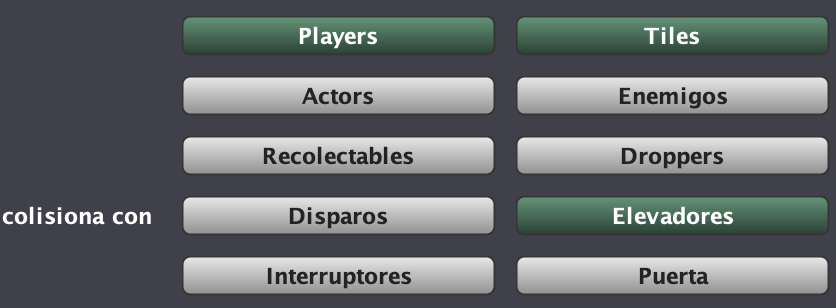 Players Tiles
Actors Enemigos
Recolectables Droppers
colisiona con Disparos Elevadores
Interruptores Puerta